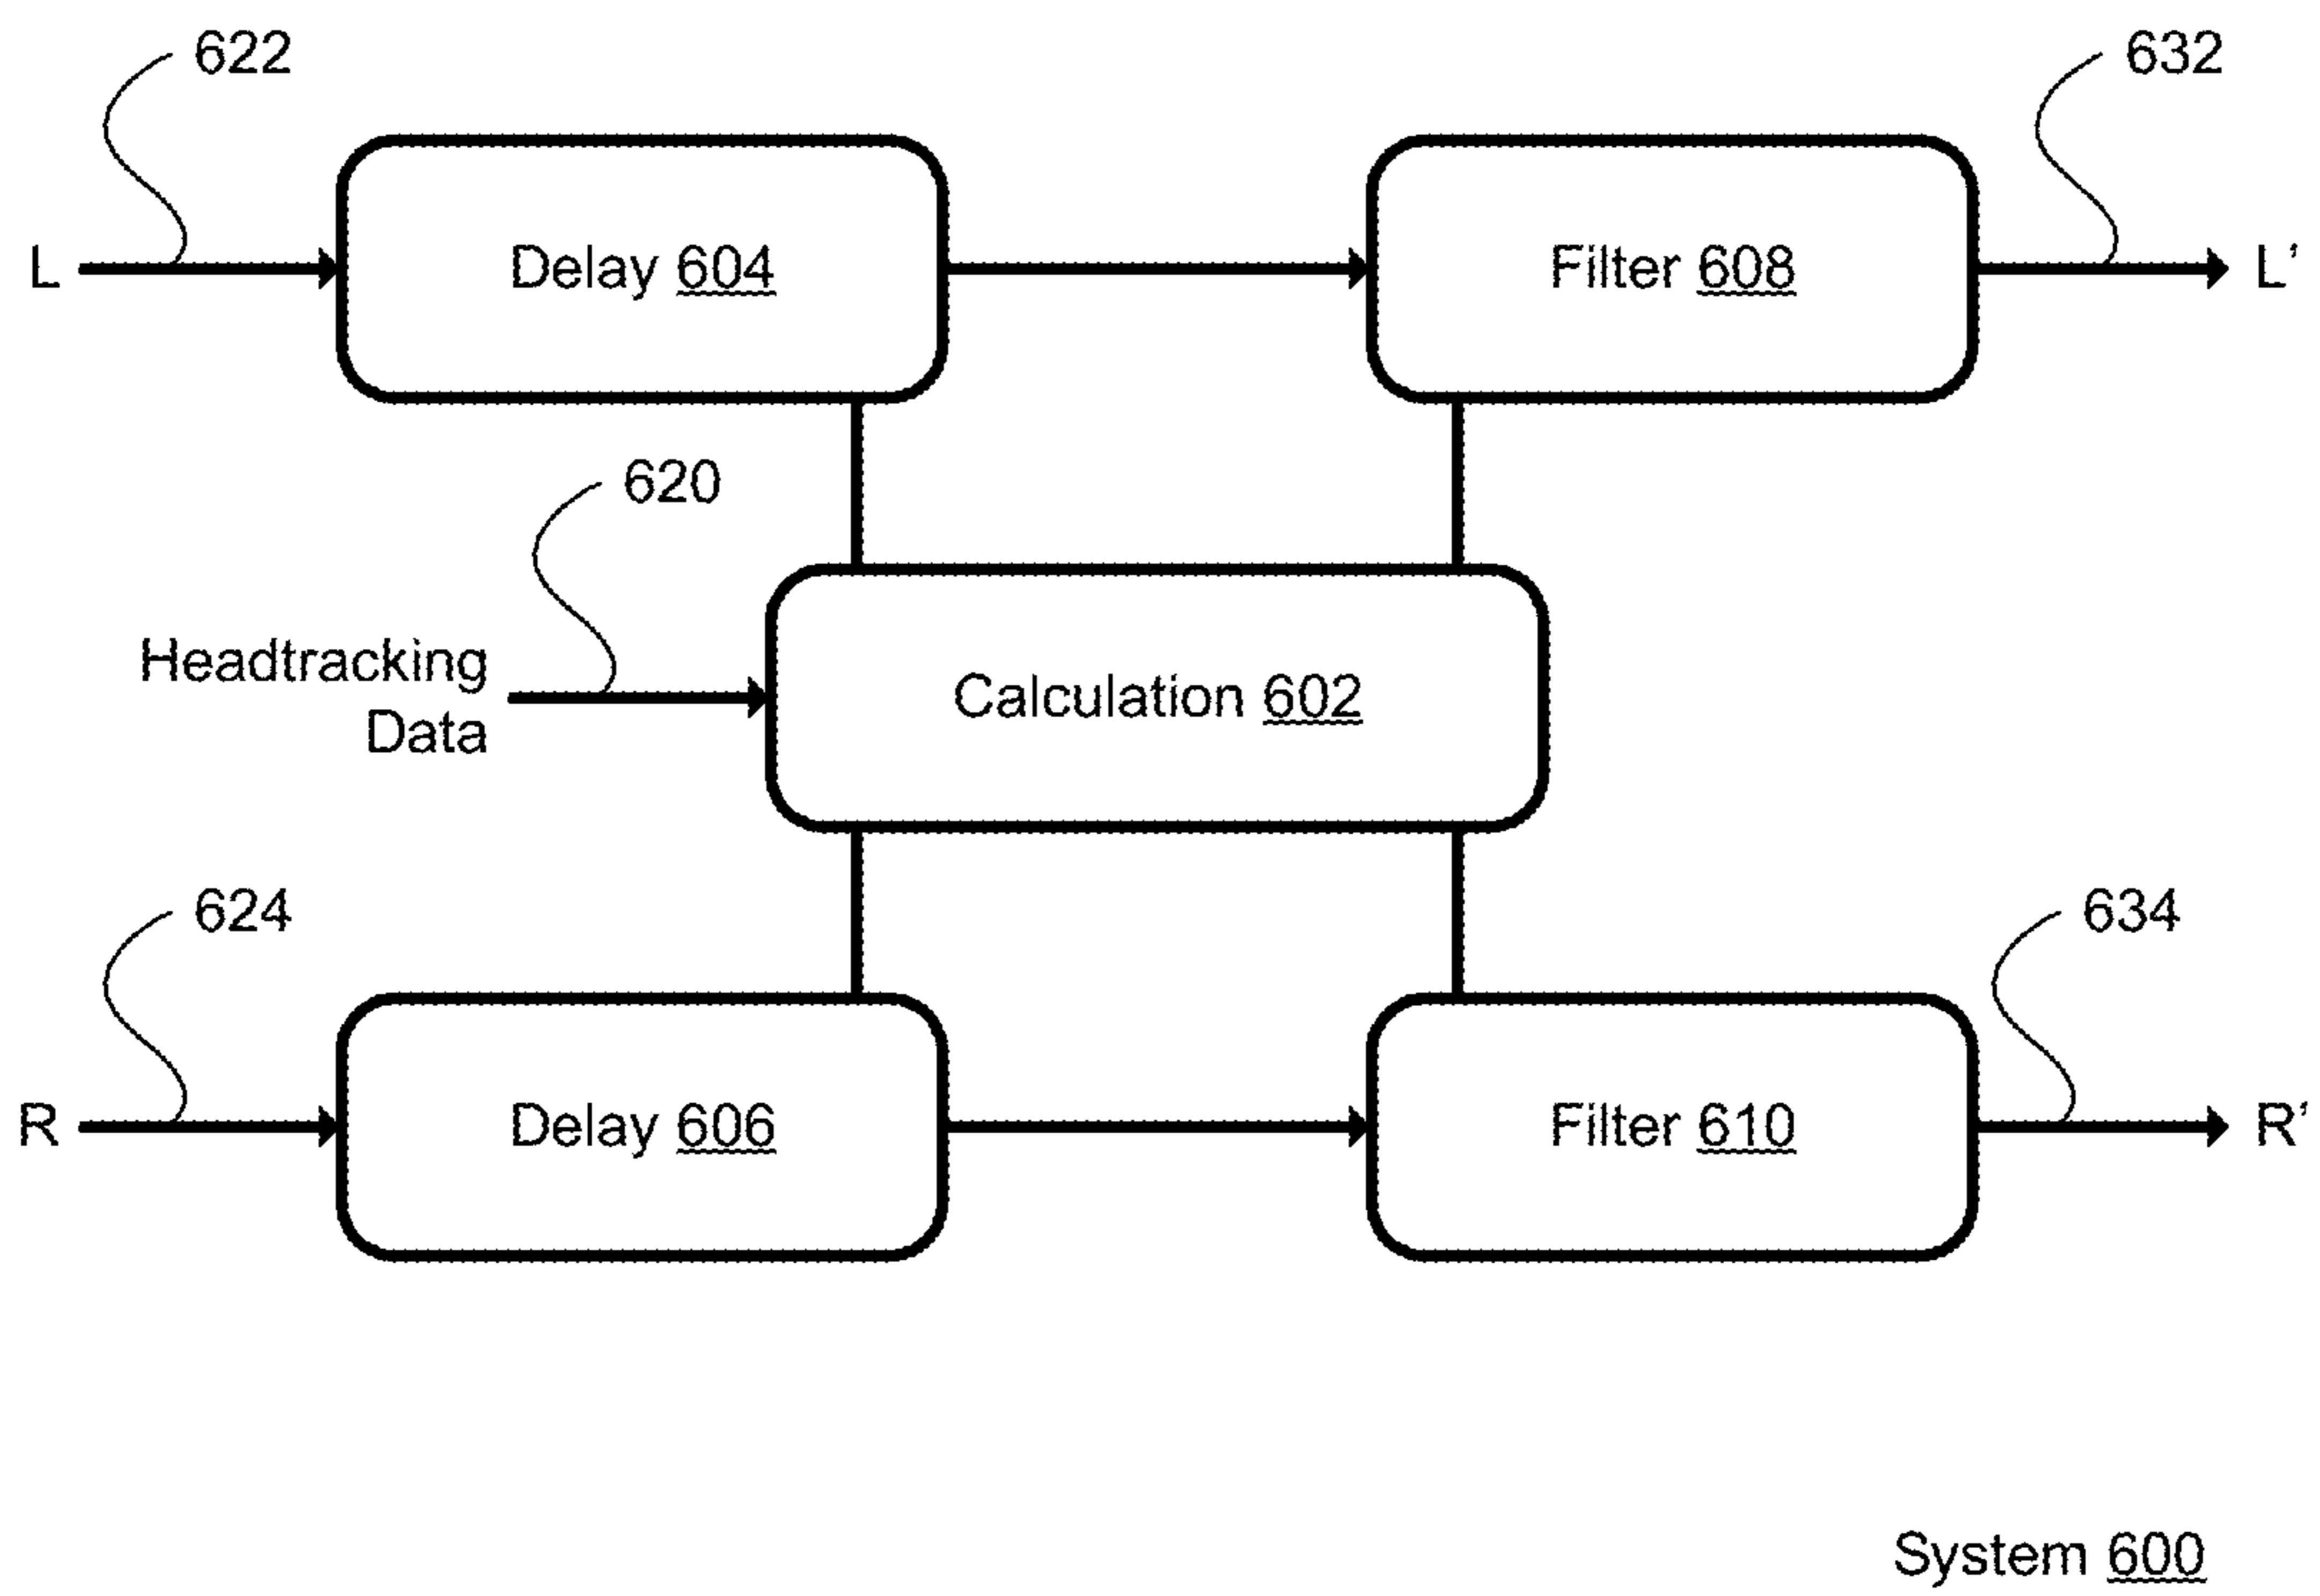 622
632
L
Delay 604
Filter 608
L'
620
Headtracking
Data
Calculation 602
624
634
R
Delay 606
Filter 610
R'
System 600